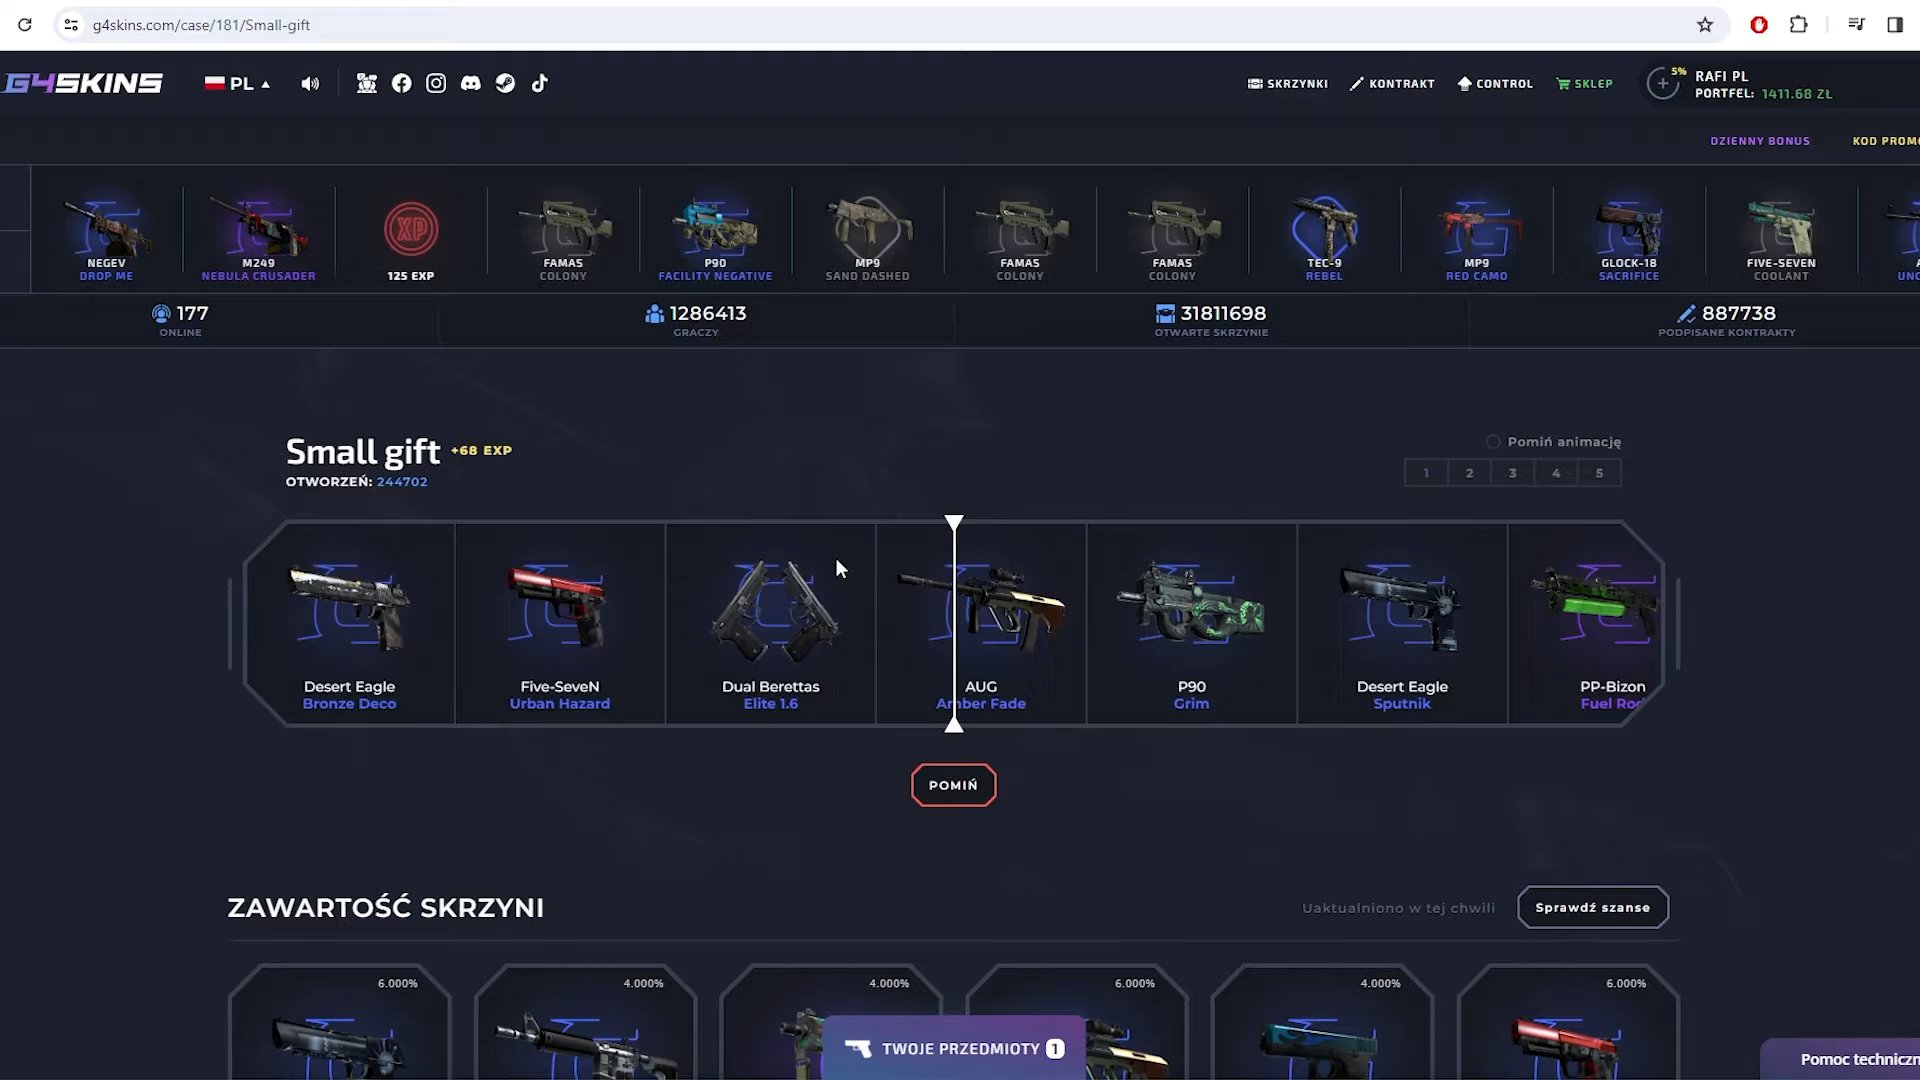 g4skins.com/case/181/Small-gift
G4SKINS
PL
SKRZYNKI
KONTRAKT
CONTROL
SKLEP
5%
RAFI PL
PORTFEL: 1411.68 ZŁ
DZIENNY BONUS
KOD PROMO
NEGEV
DROP ME
M249
NEBULA CRUSADER
XP
125 EXP
FAMAS
COLONY
P90
FACILITY NEGATIVE
MP9
SAND DASHED
FAMAS
COLONY
FAMAS
COLONY
TEC-9
REBEL
MP9
RED CAMO
GLOCK-18
SACRIFICE
FIVE-SEVEN
COOLANT
177
ONLINE
1286413
GRACZY
31811698
OTWARTE SKRZYNIE
887738
PODPISANE KONTRAKTY
Small gift +68 EXP
OTWORZEŃ: 244702
Pomiń animację
1 2 3 4 5
Desert Eagle
Bronze Deco
Five-SeveN
Urban Hazard
Dual Berettas
Elite 1.6
AUG
Amber Fade
P90
Grim
Desert Eagle
Sputnik
PP-Bizon
Fuel Rod
POMIŃ
ZAWARTOŚĆ SKRZYNI
Uaktualniono w tej chwili
Sprawdź szanse
6.000%
4.000%
4.000%
6.000%
4.000%
6.000%
TWOJE PRZEDMIOTY 1
Pomoc techniczn